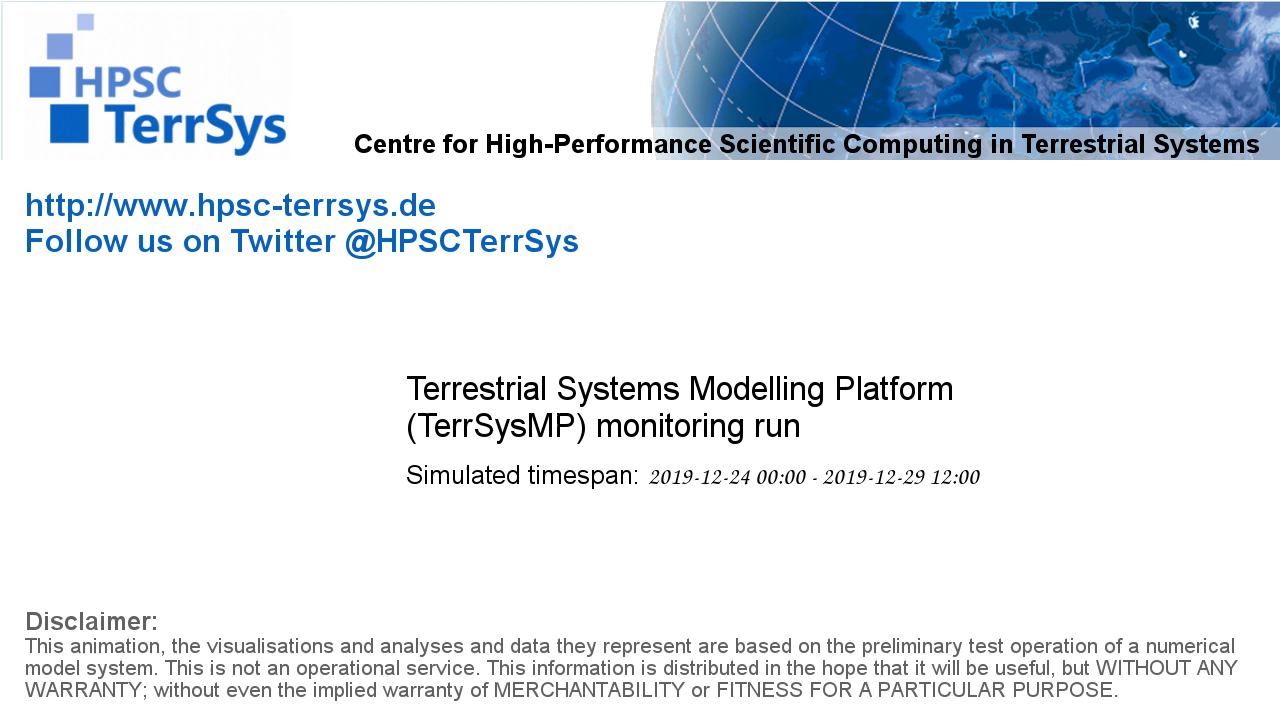 HPSC
TerrSys
Centre for High-Performance Scientific Computing in Terrestrial Systems
http://www.hpsc-terrsys.de
Follow us on Twitter @HPSCTerrSys
Terrestrial Systems Modelling Platform
(TerrSysMP) monitoring run
Simulated timespan: 2019-12-24 00:00 - 2019-12-29 12:00
Disclaimer:
This animation, the visualisations and analyses and data they represent are based on the preliminary test operation of a numerical
model system. This is not an operational service. This information is distributed in the hope that it will be useful, but WITHOUT ANY
WARRANTY; without even the implied warranty of MERCHANTABILITY or FITNESS FOR A PARTICULAR PURPOSE.